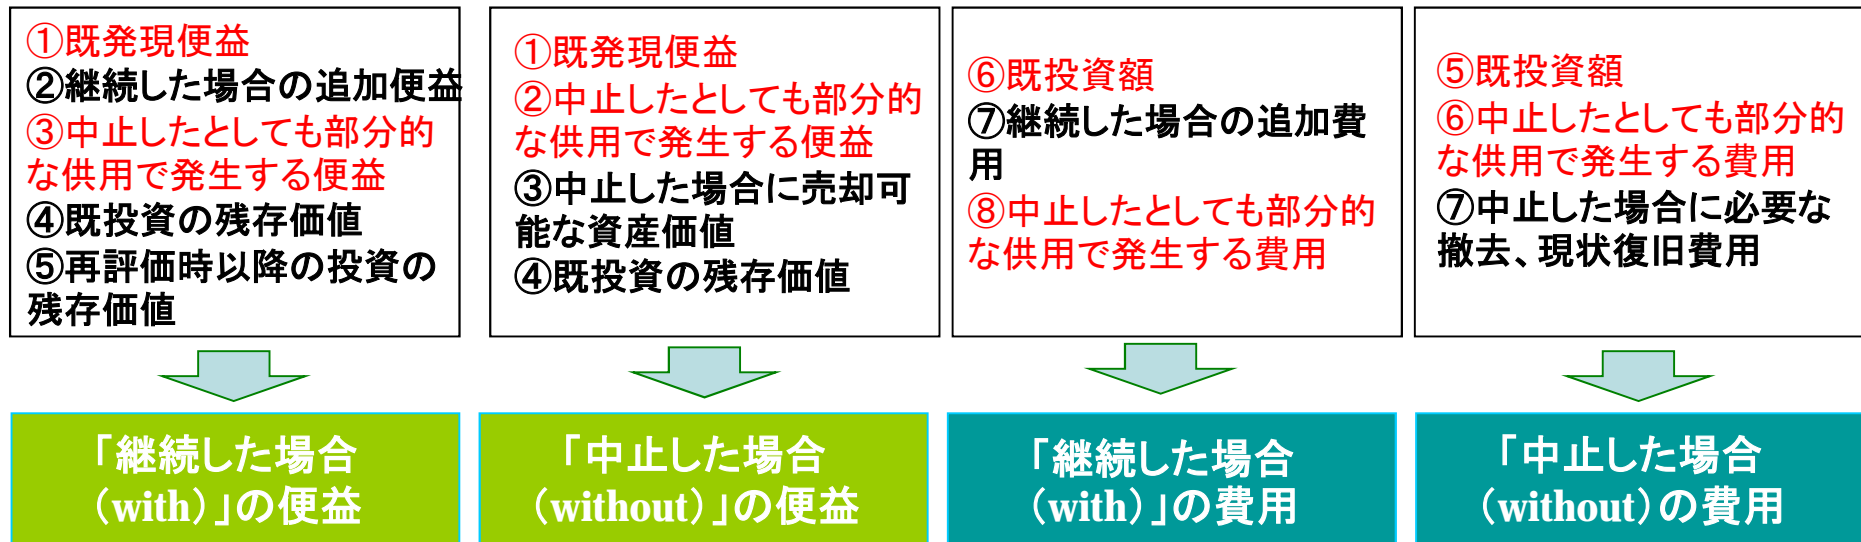 ①既発現便益
②継続した場合の追加便益
③中止したとしても部分的
な供用で発生する便益
④既投資の残存価値
⑤再評価時以降の投資の
残存価値
①既発現便益
②中止したとしても部分的
な供用で発生する便益
③中止した場合に売却可
能な資産価値
④既投資の残存価値
⑥既投資額
⑦継続した場合の追加費
用
⑧中止したとしても部分的
な供用で発生する費用
⑤既投資額
⑥中止したとしても部分的
な供用で発生する費用
⑦中止した場合に必要な
撤去、現状復旧費用
「継続した場合
（with）」の便益
「中止した場合
（without）」の便益
「継続した場合
（with）」の費用
「中止した場合
（without）の費用